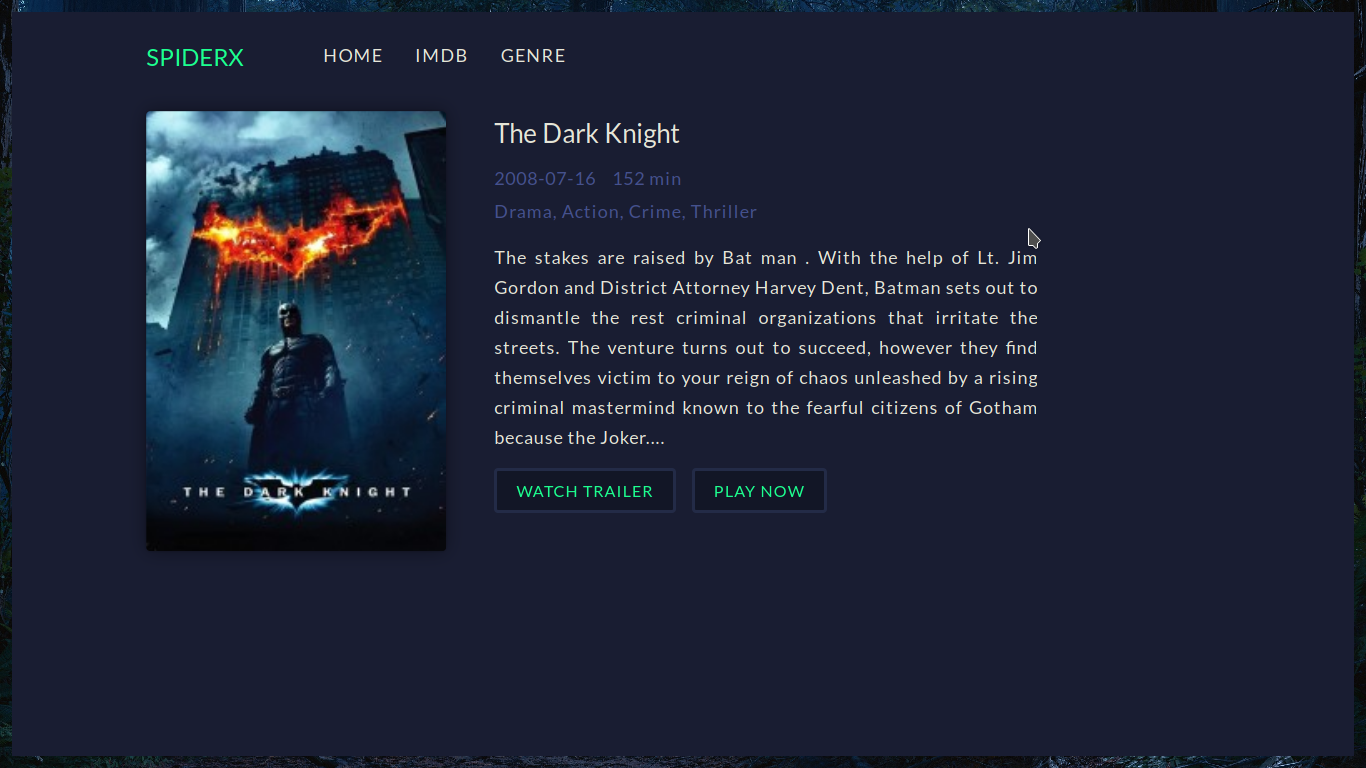 SPIDERX HOME IMDB GENRE
The Dark Knight
2008-07-16 152 min
Drama, Action, Crime, Thriller
The stakes are raised by Bat man . With the help of Lt. Jim
Gordon and District Attorney Harvey Dent, Batman sets out to
dismantle the rest criminal organizations that irritate the
streets. The venture turns out to succeed, however they find
themselves victim to your reign of chaos unleashed by a rising
criminal mastermind known to the fearful citizens of Gotham
because the Joker....
WATCH TRAILER PLAY NOW
THE DARK KNIGHT